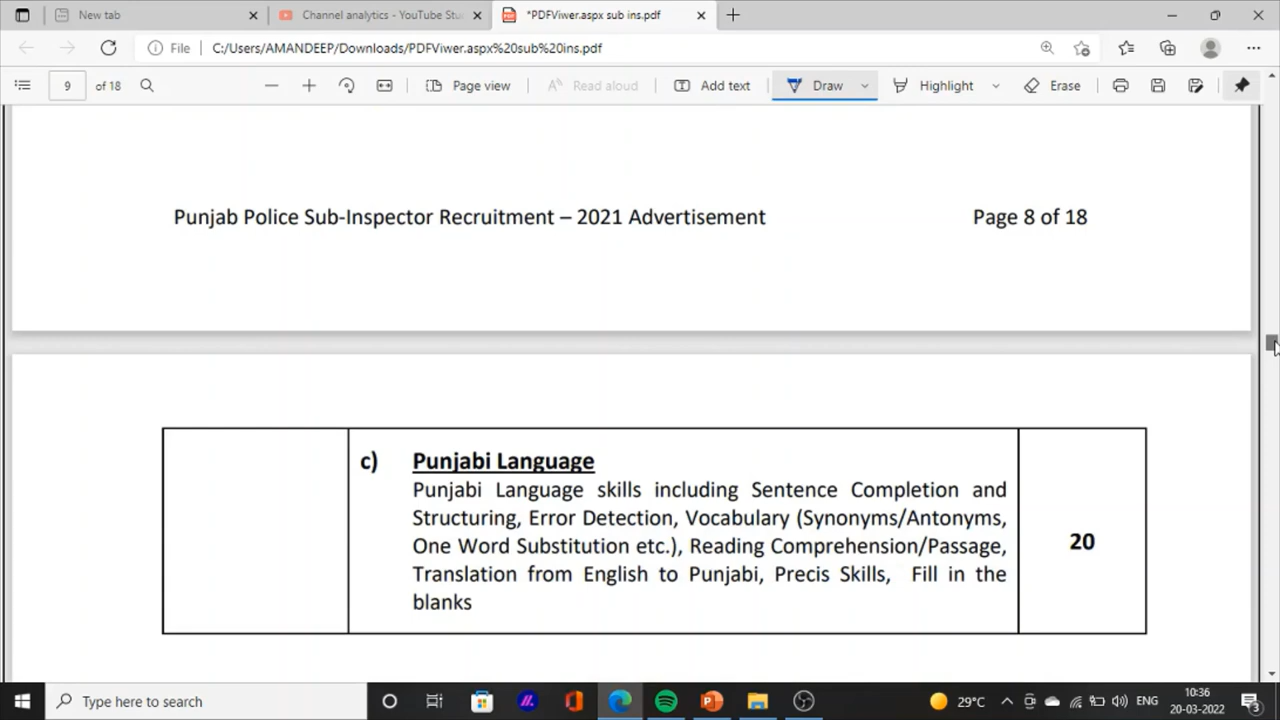 New tab
Channel analytics - YouTube Stu
*PDFViwer.aspx sub ins.pdf
File C:/Users/AMANDEEP/Downloads/PDFViwer.aspx%20sub%20ins.pdf
9 of 18 Page view Read aloud Add text Draw Highlight Erase
Punjab Police Sub-Inspector Recruitment – 2021 Advertisement Page 8 of 18
c) Punjabi Language
Punjabi Language skills including Sentence Completion and
Structuring, Error Detection, Vocabulary (Synonyms/Antonyms,
One Word Substitution etc.), Reading Comprehension/Passage,
20
Translation from English to Punjabi, Precis Skills, Fill in the
blanks
Type here to search
29°C
ENG
10:36
20-03-2022
3